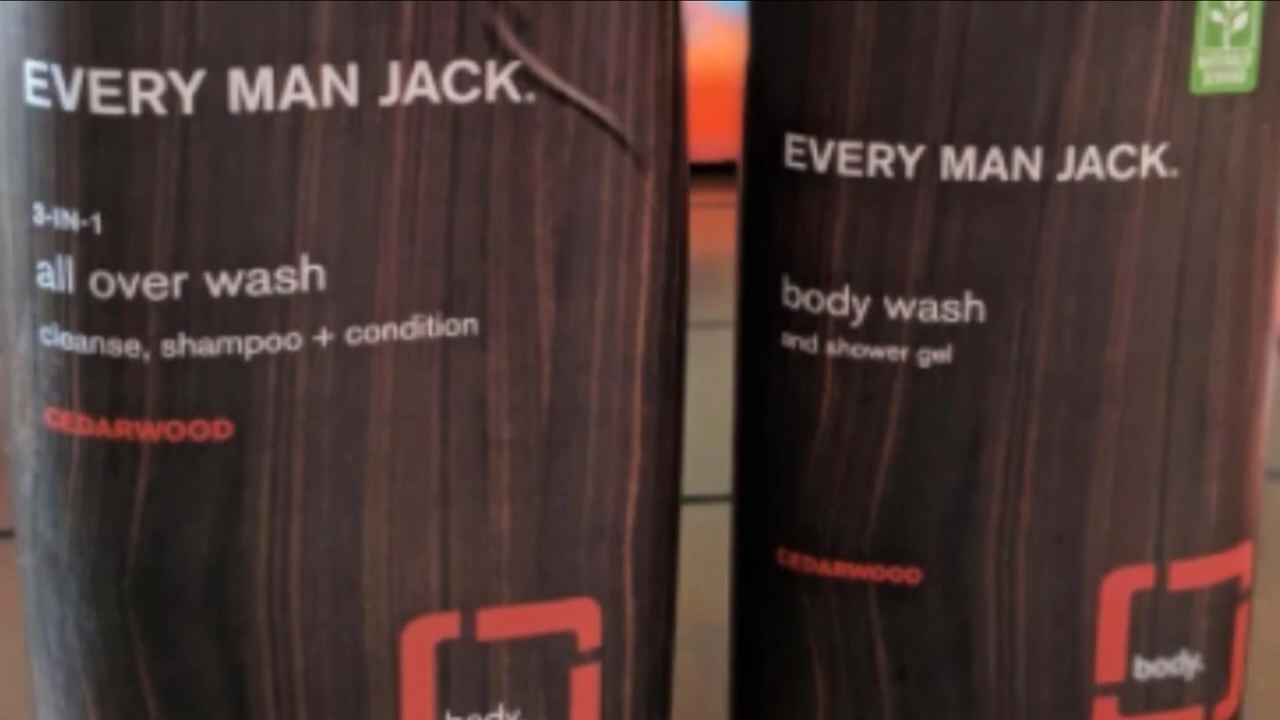 EVERY MAN JACK.
3-IN-1
all over wash
cleanse, shampoo + condition
CEDARWOOD
body.
EVERY MAN JACK.
body wash
and shower gel
CEDARWOOD
body.